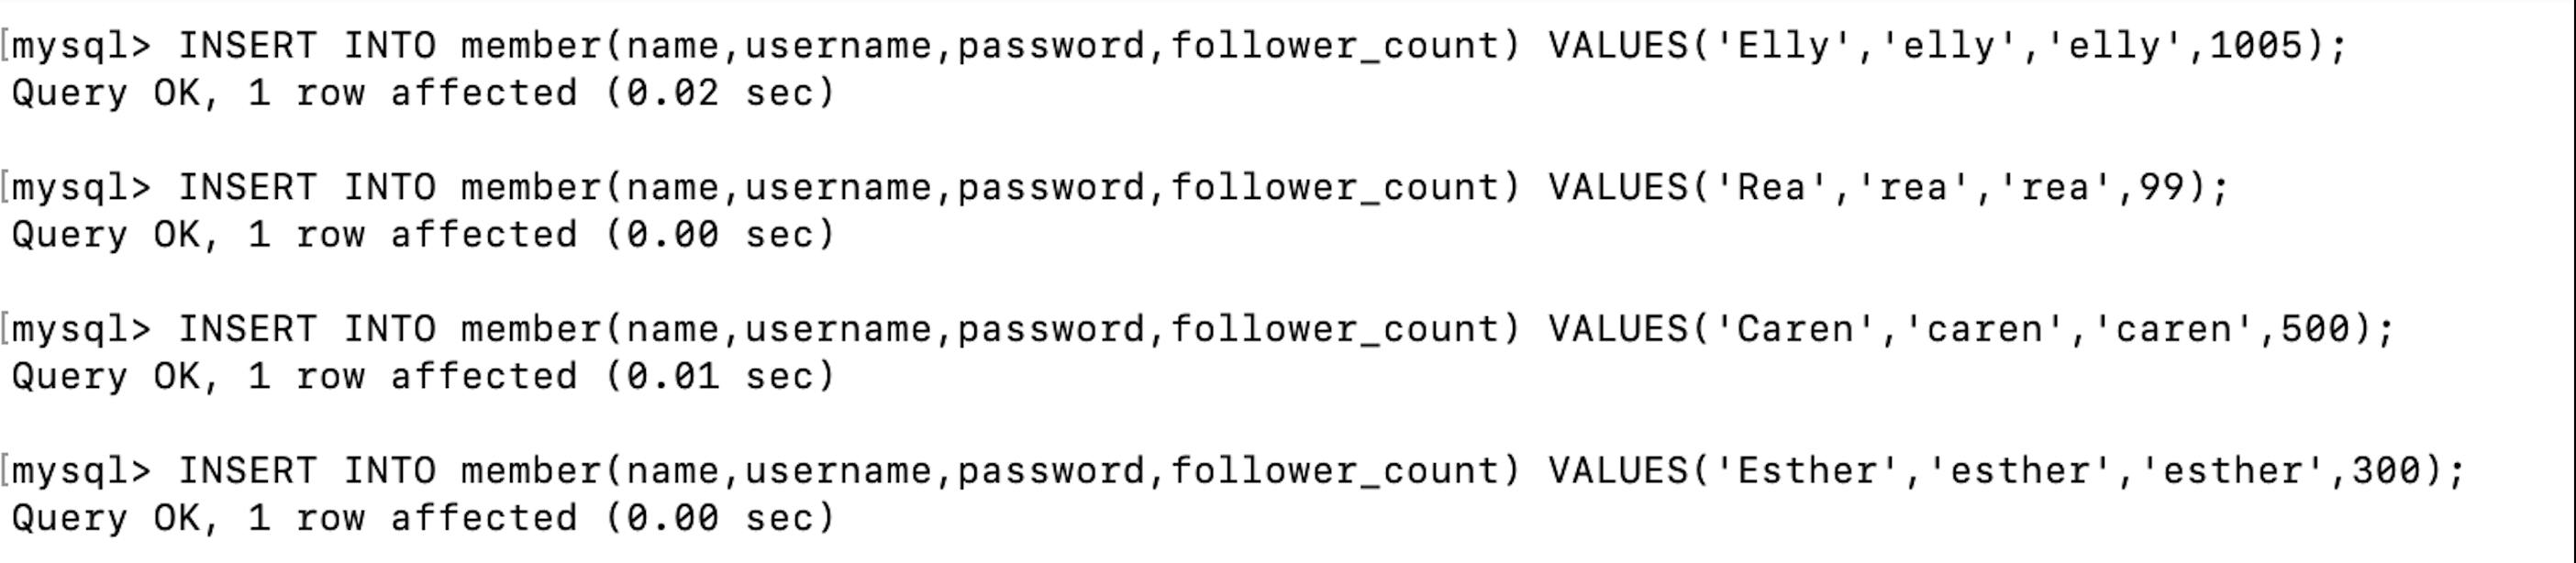 [mysql> INSERT INTO member(name,username,password,follower_count) VALUES('Elly','elly','elly',1005);
Query OK, 1 row affected (0.02 sec)
[mysql> INSERT INTO member(name,username,password,follower_count) VALUES('Rea','rea','rea',99);
Query OK, 1 row affected (0.00 sec)
[mysql> INSERT INTO member(name,username,password,follower_count) VALUES('Caren','caren','caren',500);
Query OK, 1 row affected (0.01 sec)
[mysql> INSERT INTO member(name,username,password,follower_count) VALUES('Esther','esther','esther',300);
Query OK, 1 row affected (0.00 sec)